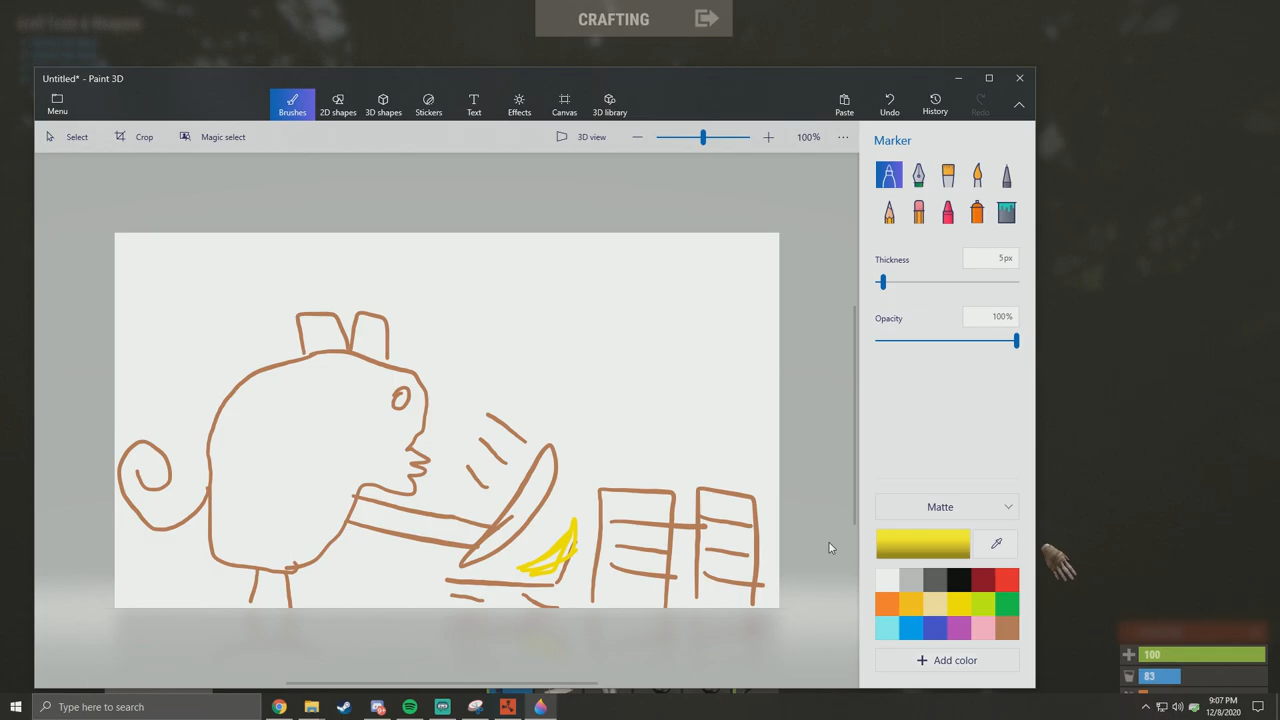 CRAFTING
Untitled* - Paint 3D
Menu
Brushes
2D shapes
3D shapes
Stickers
Text
Effects
Canvas
3D library
Paste
Undo
History
Redo
Select
Crop
Magic select
3D view
100%
Marker
Thickness
5px
Opacity
100%
Matte
Add color
100
83
Type here to search
9:07 PM
12/8/2020